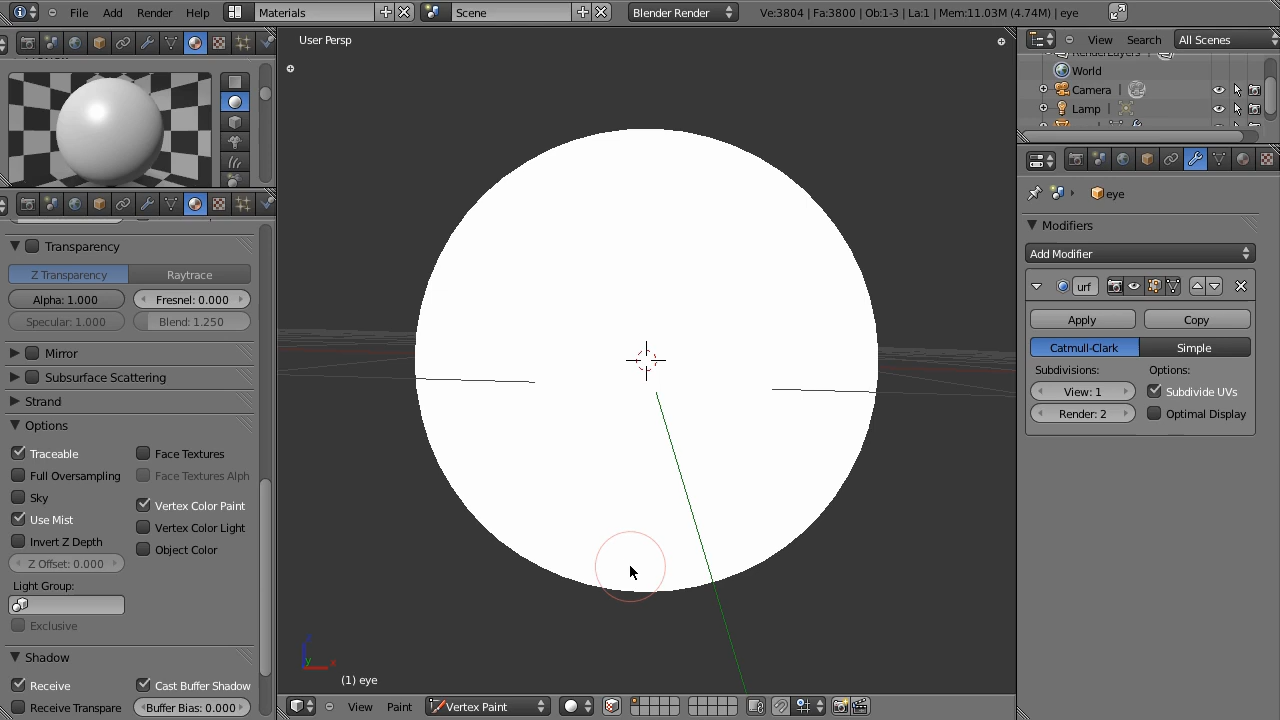 File Add Render Help Materials Scene Blender Render Ve:3804 | Fa:3800 | Ob:1-3 | La:1 | Mem:11.03M (4.74M) | eye
User Persp
View Search All Scenes
World
Camera
Lamp
eye
Modifiers
Add Modifier
urf
Apply Copy
Catmull-Clark Simple
Subdivisions: Options:
View: 1 Subdivide UVs
Render: 2 Optimal Display
Transparency
Z Transparency Raytrace
Alpha: 1.000 Fresnel: 0.000
Specular: 1.000 Blend: 1.250
Mirror
Subsurface Scattering
Strand
Options
Traceable Face Textures
Full Oversampling Face Textures Alph
Sky Vertex Color Paint
Use Mist Vertex Color Light
Invert Z Depth Object Color
Z Offset: 0.000
Light Group:
Exclusive
Shadow
Receive Cast Buffer Shadow
Receive Transpare Buffer Bias: 0.000
x
y
(1) eye
View Paint Vertex Paint